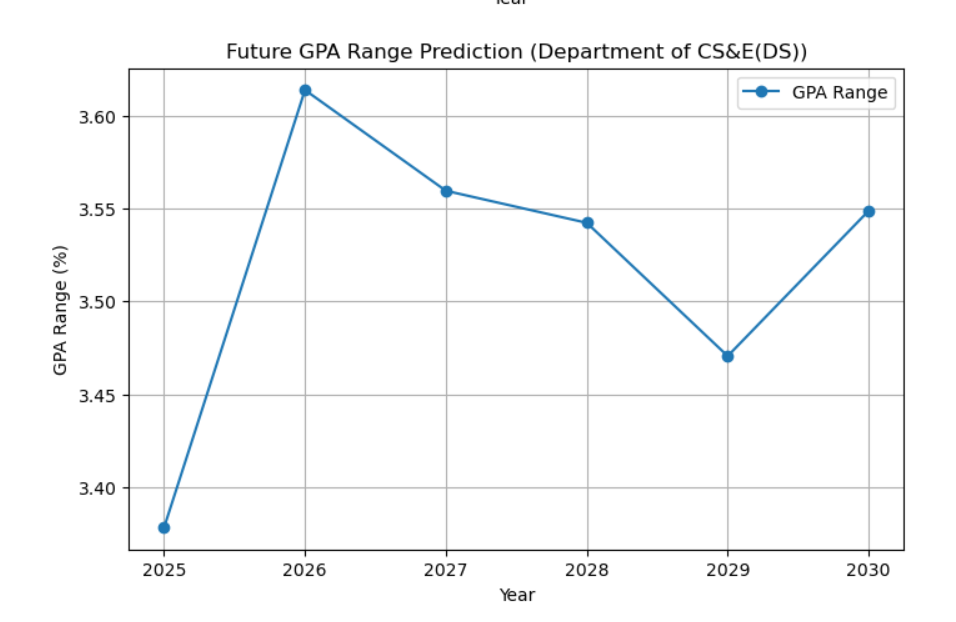 Year
Future GPA Range Prediction (Department of CS&E(DS))
GPA Range
3.60
3.55
3.50
3.45
3.40
GPA Range (%)
2025 2026 2027 2028 2029 2030
Year